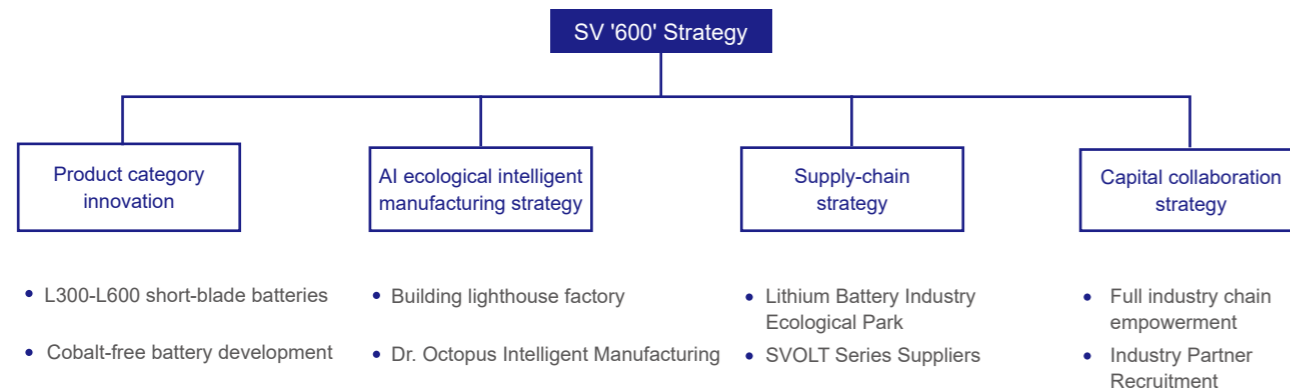 SV '600' Strategy
Product category
innovation
AI ecological intelligent
manufacturing strategy
Supply-chain
strategy
Capital collaboration
strategy
• L300-L600 short-blade batteries
• Cobalt-free battery development
• Building lighthouse factory
• Dr. Octopus Intelligent Manufacturing
• Lithium Battery Industry
Ecological Park
• SVOLT Series Suppliers
• Full industry chain
empowerment
• Industry Partner
Recruitment